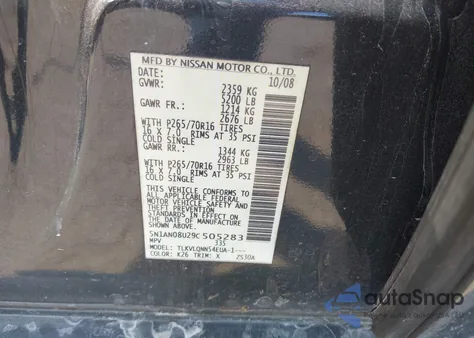 MFD BY NISSAN MOTOR CO., LTD.
DATE: 10/08
GVWR: 2359 KG
5200 LB
GAWR FR: 1214 KG
2676 LB
WITH P265/70R16 TIRES
16 X 7.0 RIMS AT 35 PSI
COLD SINGLE
GAWR RR: 1344 KG
2963 LB
WITH P265/70R16 TIRES
16 X 7.0 RIMS AT 35 PSI
COLD SINGLE
THIS VEHICLE CONFORMS TO
ALL APPLICABLE U.S. FEDERAL
MOTOR VEHICLE SAFETY
STANDARDS IN EFFECT ON THE
DATE OF MANUFACTURE SHOWN
ABOVE.
5N1AN08U29C505283
MPV 335
MODEL: TLKVLQNN54EUA-I---
COLOR: K26 TRIM: X ZS30A
autoSnap